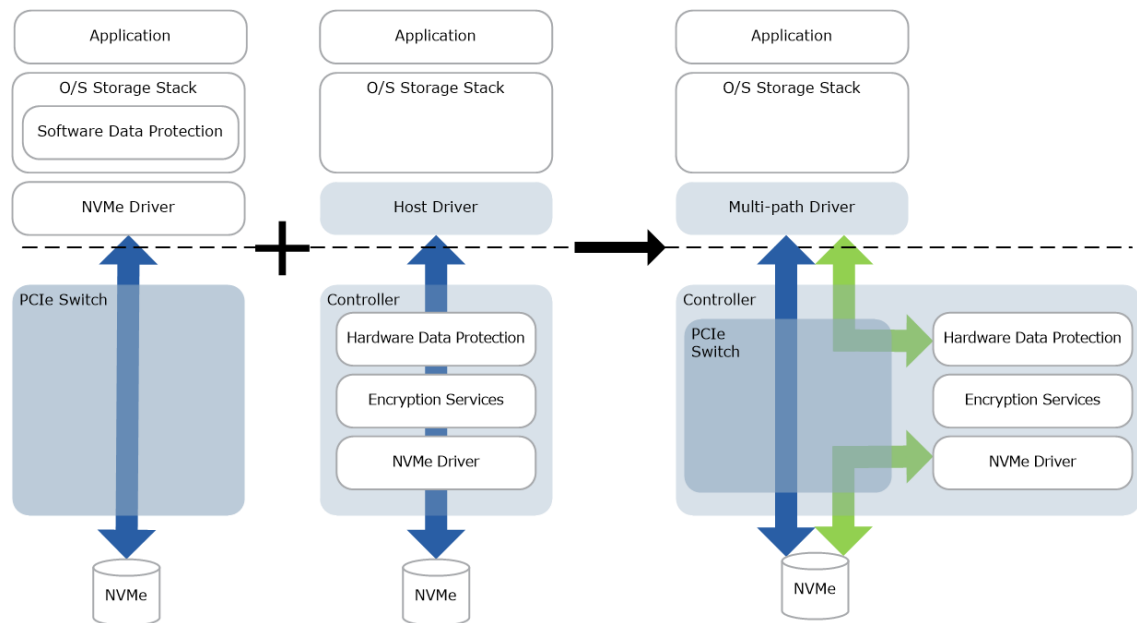 Application
O/S Storage Stack
Software Data Protection
NVMe Driver
PCIe Switch
NVMe
Application
O/S Storage Stack
Host Driver
Controller
Hardware Data Protection
Encryption Services
NVMe Driver
NVMe
Application
O/S Storage Stack
Multi-path Driver
Controller
PCIe
Switch
Hardware Data Protection
Encryption Services
NVMe Driver
NVMe